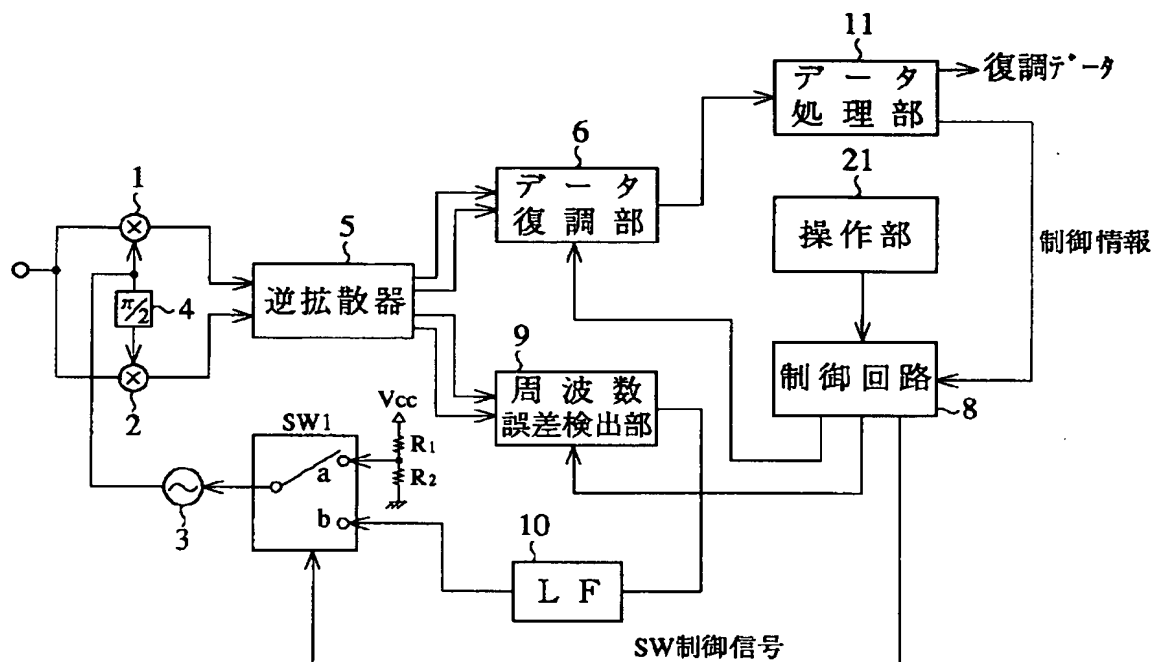 11
データ
処理部
復調データ
6
データ
復調部
21
操作部
制御情報
1
5
逆拡散器
π/2
4
2
9
周波数
誤差検出部
制御回路
8
Vcc
SW1
R1
R2
a
b
3
10
LF
SW制御信号